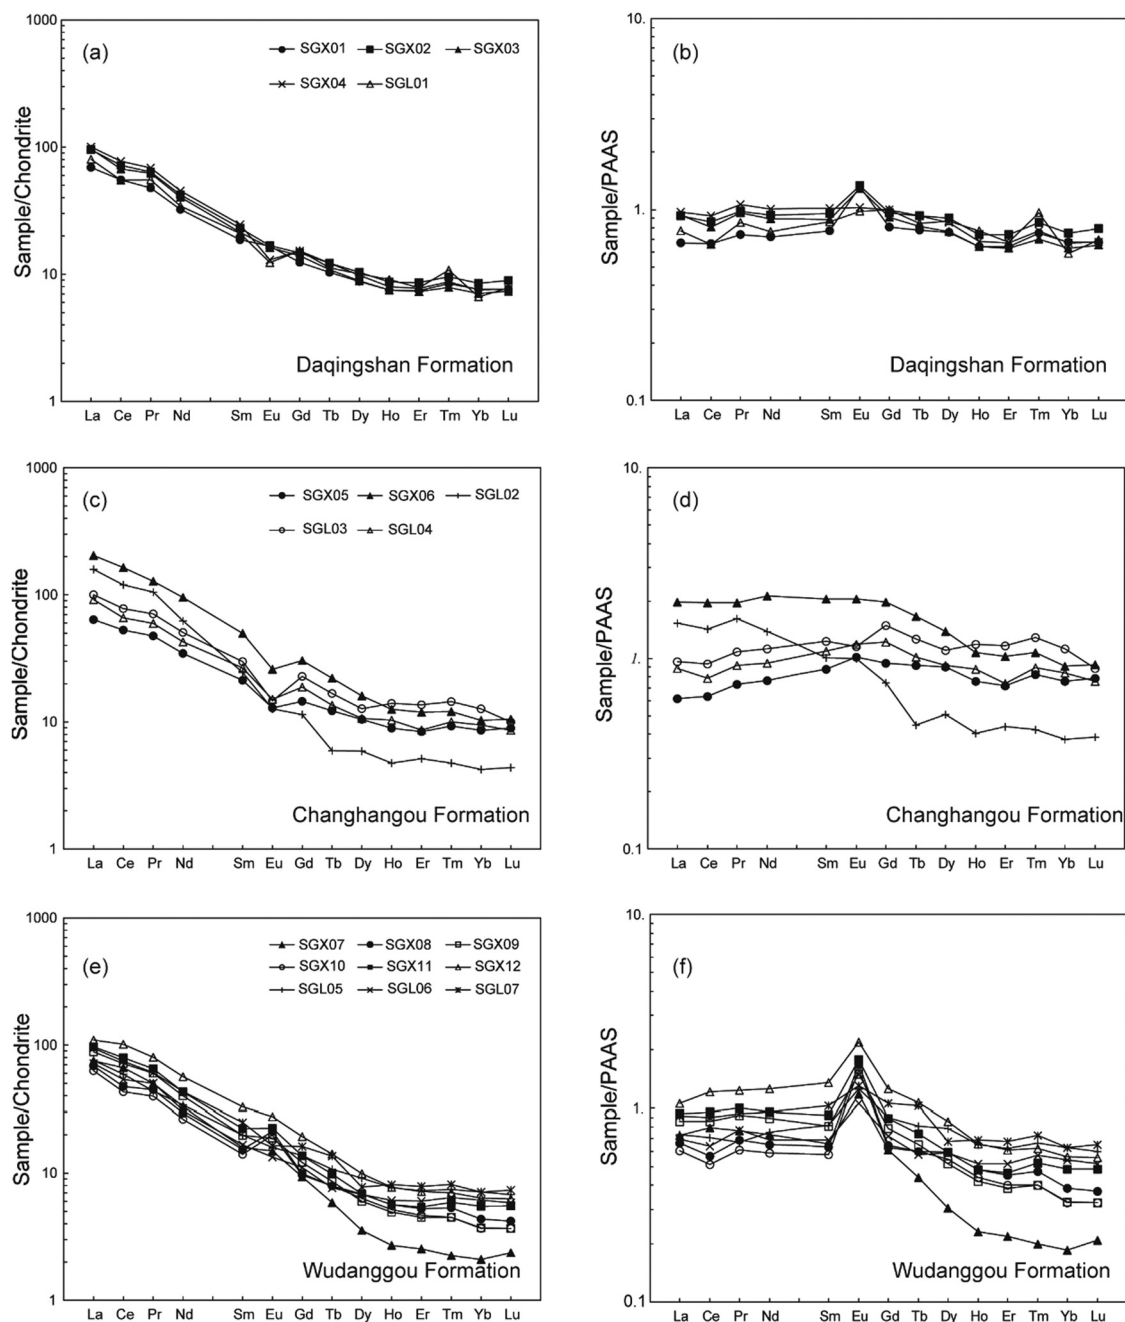 (a)
SGX01 SGX02 SGX03
SGX04 SGL01
Sample/Chondrite
1000
100
10
1
Daqingshan Formation
La Ce Pr Nd Sm Eu Gd Tb Dy Ho Er Tm Yb Lu
(b)
Sample/PAAS
10.
1.
0.1
Daqingshan Formation
La Ce Pr Nd Sm Eu Gd Tb Dy Ho Er Tm Yb Lu
(c)
SGX05 SGX06 SGL02
SGL03 SGL04
Sample/Chondrite
1000
100
10
1
Changhangou Formation
La Ce Pr Nd Sm Eu Gd Tb Dy Ho Er Tm Yb Lu
(d)
Sample/PAAS
10.
1.
0.1
Changhangou Formation
La Ce Pr Nd Sm Eu Gd Tb Dy Ho Er Tm Yb Lu
(e)
SGX07 SGX08 SGX09
SGX10 SGX11 SGX12
SGL05 SGL06 SGL07
Sample/Chondrite
1000
100
10
1
Wudanggou Formation
La Ce Pr Nd Sm Eu Gd Tb Dy Ho Er Tm Yb Lu
(f)
Sample/PAAS
10.
1.
0.1
Wudanggou Formation
La Ce Pr Nd Sm Eu Gd Tb Dy Ho Er Tm Yb Lu